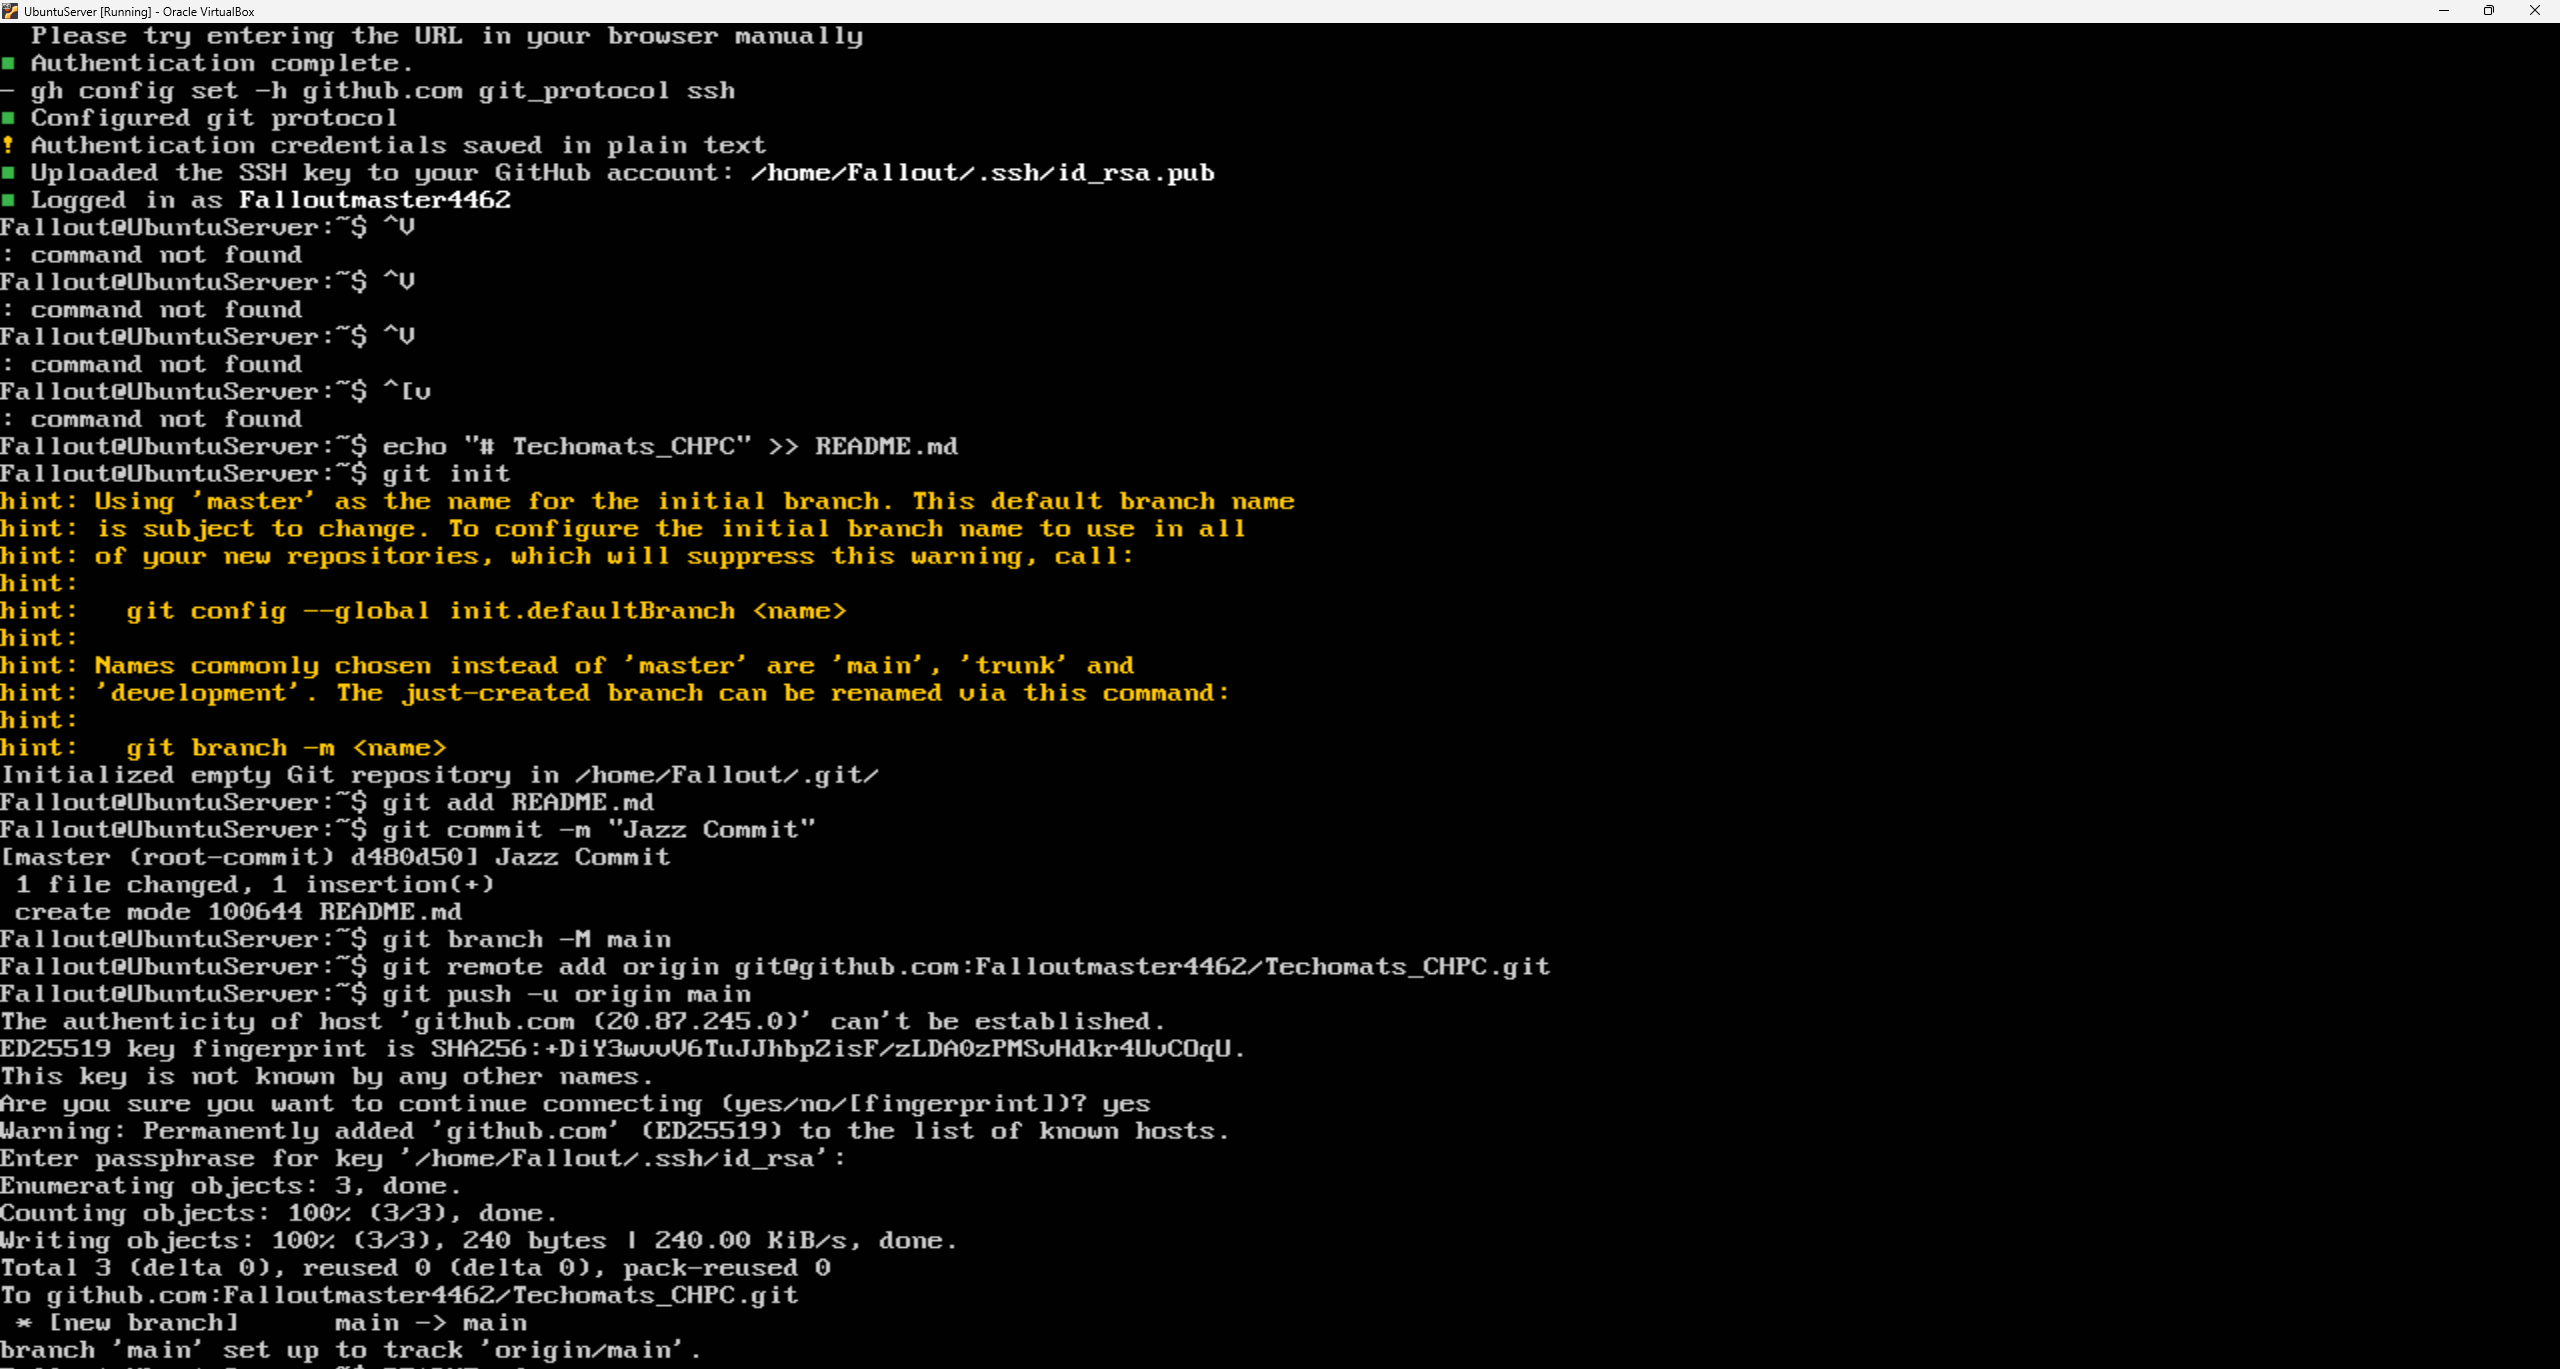 UbuntuServer [Running] - Oracle VirtualBox
Please try entering the URL in your browser manually
Authentication complete.
- gh config set -h github.com git_protocol ssh
Configured git protocol
! Authentication credentials saved in plain text
Uploaded the SSH key to your GitHub account: /home/Fallout/.ssh/id_rsa.pub
Logged in as Falloutmaster4462
Fallout@UbuntuServer:~$ ^V
: command not found
Fallout@UbuntuServer:~$ ^V
: command not found
Fallout@UbuntuServer:~$ ^V
: command not found
Fallout@UbuntuServer:~$ ^[v
: command not found
Fallout@UbuntuServer:~$ echo "# Techomats_CHPC" >> README.md
Fallout@UbuntuServer:~$ git init
hint: Using 'master' as the name for the initial branch. This default branch name
hint: is subject to change. To configure the initial branch name to use in all
hint: of your new repositories, which will suppress this warning, call:
hint:
hint:   git config --global init.defaultBranch <name>
hint:
hint: Names commonly chosen instead of 'master' are 'main', 'trunk' and
hint: 'development'. The just-created branch can be renamed via this command:
hint:
hint:   git branch -m <name>
Initialized empty Git repository in /home/Fallout/.git/
Fallout@UbuntuServer:~$ git add README.md
Fallout@UbuntuServer:~$ git commit -m "Jazz Commit"
[master (root-commit) d480d50] Jazz Commit
 1 file changed, 1 insertion(+)
 create mode 100644 README.md
Fallout@UbuntuServer:~$ git branch -M main
Fallout@UbuntuServer:~$ git remote add origin git@github.com:Falloutmaster4462/Techomats_CHPC.git
Fallout@UbuntuServer:~$ git push -u origin main
The authenticity of host 'github.com (20.87.245.0)' can't be established.
ED25519 key fingerprint is SHA256:+DiY3wvvV6TuJJhbpZisF/zLDA0zPMSvHdkr4UvCOqU.
This key is not known by any other names.
Are you sure you want to continue connecting (yes/no/[fingerprint])? yes
Warning: Permanently added 'github.com' (ED25519) to the list of known hosts.
Enter passphrase for key '/home/Fallout/.ssh/id_rsa':
Enumerating objects: 3, done.
Counting objects: 100% (3/3), done.
Writing objects: 100% (3/3), 240 bytes | 240.00 KiB/s, done.
Total 3 (delta 0), reused 0 (delta 0), pack-reused 0
To github.com:Falloutmaster4462/Techomats_CHPC.git
 * [new branch]      main -> main
branch 'main' set up to track 'origin/main'.